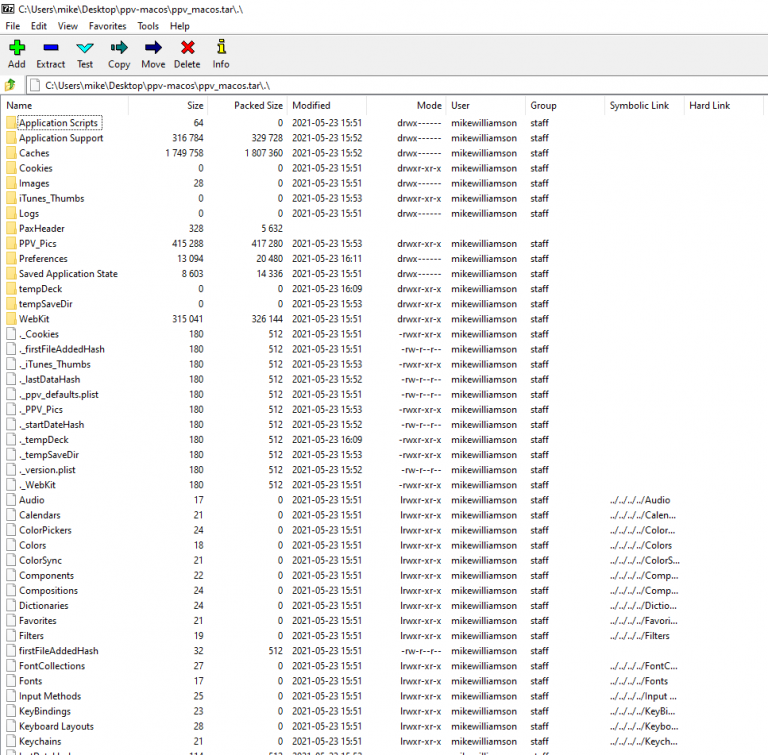 C:\Users\mike\Desktop\ppv-macos\ppv_macos.tar\.\
File Edit View Favorites Tools Help
Add Extract Test Copy Move Delete Info
C:\Users\mike\Desktop\ppv-macos\ppv_macos.tar\.\
Name Size Packed Size Modified Mode User Group Symbolic Link Hard Link
Application Scripts 64 0 2021-05-23 15:51 drwx------ mikewilliamson staff
Application Support 316 784 329 728 2021-05-23 15:52 drwx------ mikewilliamson staff
Caches 1 749 758 1 807 360 2021-05-23 15:52 drwx------ mikewilliamson staff
Cookies 0 0 2021-05-23 15:51 drwxr-xr-x mikewilliamson staff
Images 28 0 2021-05-23 15:51 drwx------ mikewilliamson staff
iTunes_Thumbs 0 0 2021-05-23 15:53 drwxr-xr-x mikewilliamson staff
Logs 0 0 2021-05-23 15:51 drwx------ mikewilliamson staff
PaxHeader 328 5 632
PPV_Pics 415 288 417 280 2021-05-23 15:53 drwxr-xr-x mikewilliamson staff
Preferences 13 094 20 480 2021-05-23 16:11 drwx------ mikewilliamson staff
Saved Application State 8 603 14 336 2021-05-23 15:51 drwx------ mikewilliamson staff
tempDeck 0 0 2021-05-23 16:09 drwxr-xr-x mikewilliamson staff
tempSaveDir 0 0 2021-05-23 15:53 drwxr-xr-x mikewilliamson staff
WebKit 315 041 326 144 2021-05-23 15:51 drwxr-xr-x mikewilliamson staff
._Cookies 180 512 2021-05-23 15:51 -rwxr-xr-x mikewilliamson staff
._firstFileAddedHash 180 512 2021-05-23 15:51 -rw-r--r-- mikewilliamson staff
._iTunes_Thumbs 180 512 2021-05-23 15:53 -rwxr-xr-x mikewilliamson staff
._lastDataHash 180 512 2021-05-23 15:52 -rw-r--r-- mikewilliamson staff
._ppv_defaults.plist 180 512 2021-05-23 15:51 -rw-r--r-- mikewilliamson staff
._PPV_Pics 180 512 2021-05-23 15:53 -rwxr-xr-x mikewilliamson staff
._startDateHash 180 512 2021-05-23 15:52 -rw-r--r-- mikewilliamson staff
._tempDeck 180 512 2021-05-23 16:09 -rwxr-xr-x mikewilliamson staff
._tempSaveDir 180 512 2021-05-23 15:53 -rwxr-xr-x mikewilliamson staff
._version.plist 180 512 2021-05-23 15:52 -rw-r--r-- mikewilliamson staff
._WebKit 180 512 2021-05-23 15:51 -rwxr-xr-x mikewilliamson staff
Audio 17 0 2021-05-23 15:51 lrwxr-xr-x mikewilliamson staff ../../../../Audio
Calendars 21 0 2021-05-23 15:51 lrwxr-xr-x mikewilliamson staff ../../../../Calen...
ColorPickers 24 0 2021-05-23 15:51 lrwxr-xr-x mikewilliamson staff ../../../../Color...
Colors 18 0 2021-05-23 15:51 lrwxr-xr-x mikewilliamson staff ../../../../Colors
ColorSync 21 0 2021-05-23 15:51 lrwxr-xr-x mikewilliamson staff ../../../../ColorS...
Components 22 0 2021-05-23 15:51 lrwxr-xr-x mikewilliamson staff ../../../../Comp...
Compositions 24 0 2021-05-23 15:51 lrwxr-xr-x mikewilliamson staff ../../../../Comp...
Dictionaries 24 0 2021-05-23 15:51 lrwxr-xr-x mikewilliamson staff ../../../../Dictio...
Favorites 21 0 2021-05-23 15:51 lrwxr-xr-x mikewilliamson staff ../../../../Favori...
Filters 19 0 2021-05-23 15:51 lrwxr-xr-x mikewilliamson staff ../../../../Filters
firstFileAddedHash 32 512 2021-05-23 15:51 -rw-r--r-- mikewilliamson staff
FontCollections 27 0 2021-05-23 15:51 lrwxr-xr-x mikewilliamson staff ../../../../FontC...
Fonts 17 0 2021-05-23 15:51 lrwxr-xr-x mikewilliamson staff ../../../../Fonts
Input Methods 25 0 2021-05-23 15:51 lrwxr-xr-x mikewilliamson staff ../../../../Input ...
KeyBindings 23 0 2021-05-23 15:51 lrwxr-xr-x mikewilliamson staff ../../../../KeyBi...
Keyboard Layouts 28 0 2021-05-23 15:51 lrwxr-xr-x mikewilliamson staff ../../../../Keybo...
Keychains 21 0 2021-05-23 15:51 lrwxr-xr-x mikewilliamson staff ../../../../Keych...